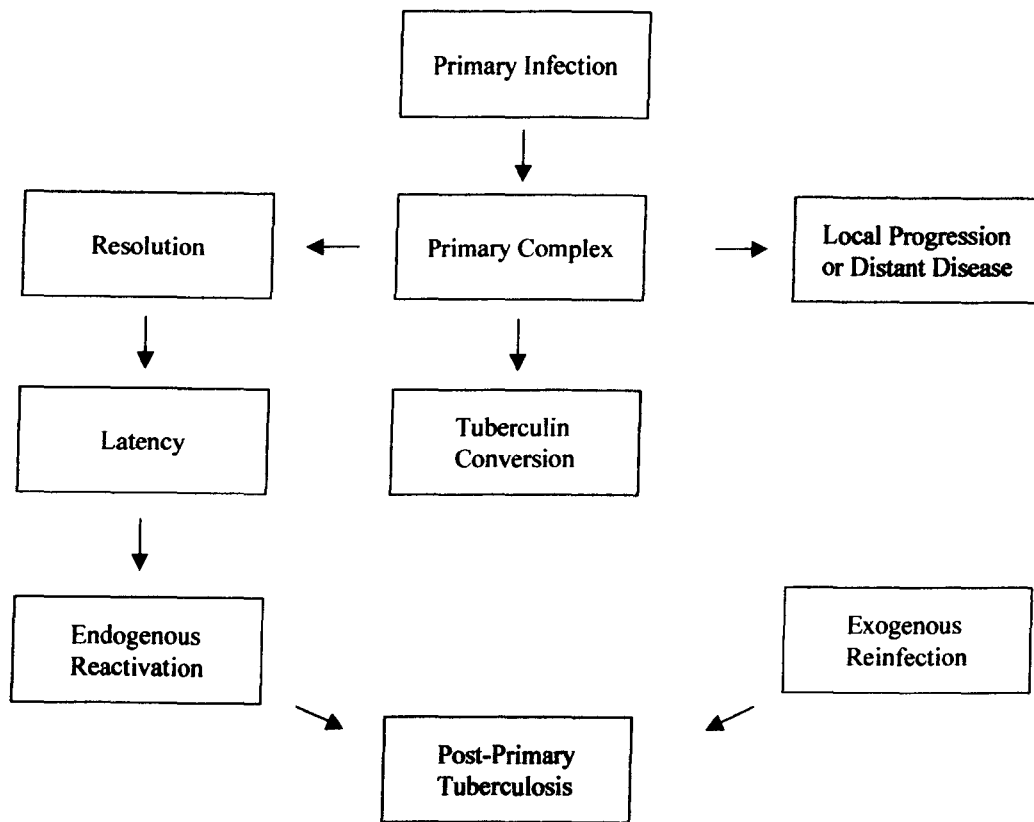 Primary Infection
Resolution
Primary Complex
Local Progression
or Distant Disease
Latency
Tuberculin
Conversion
Endogenous
Reactivation
Exogenous
Reinfection
Post-Primary
Tuberculosis